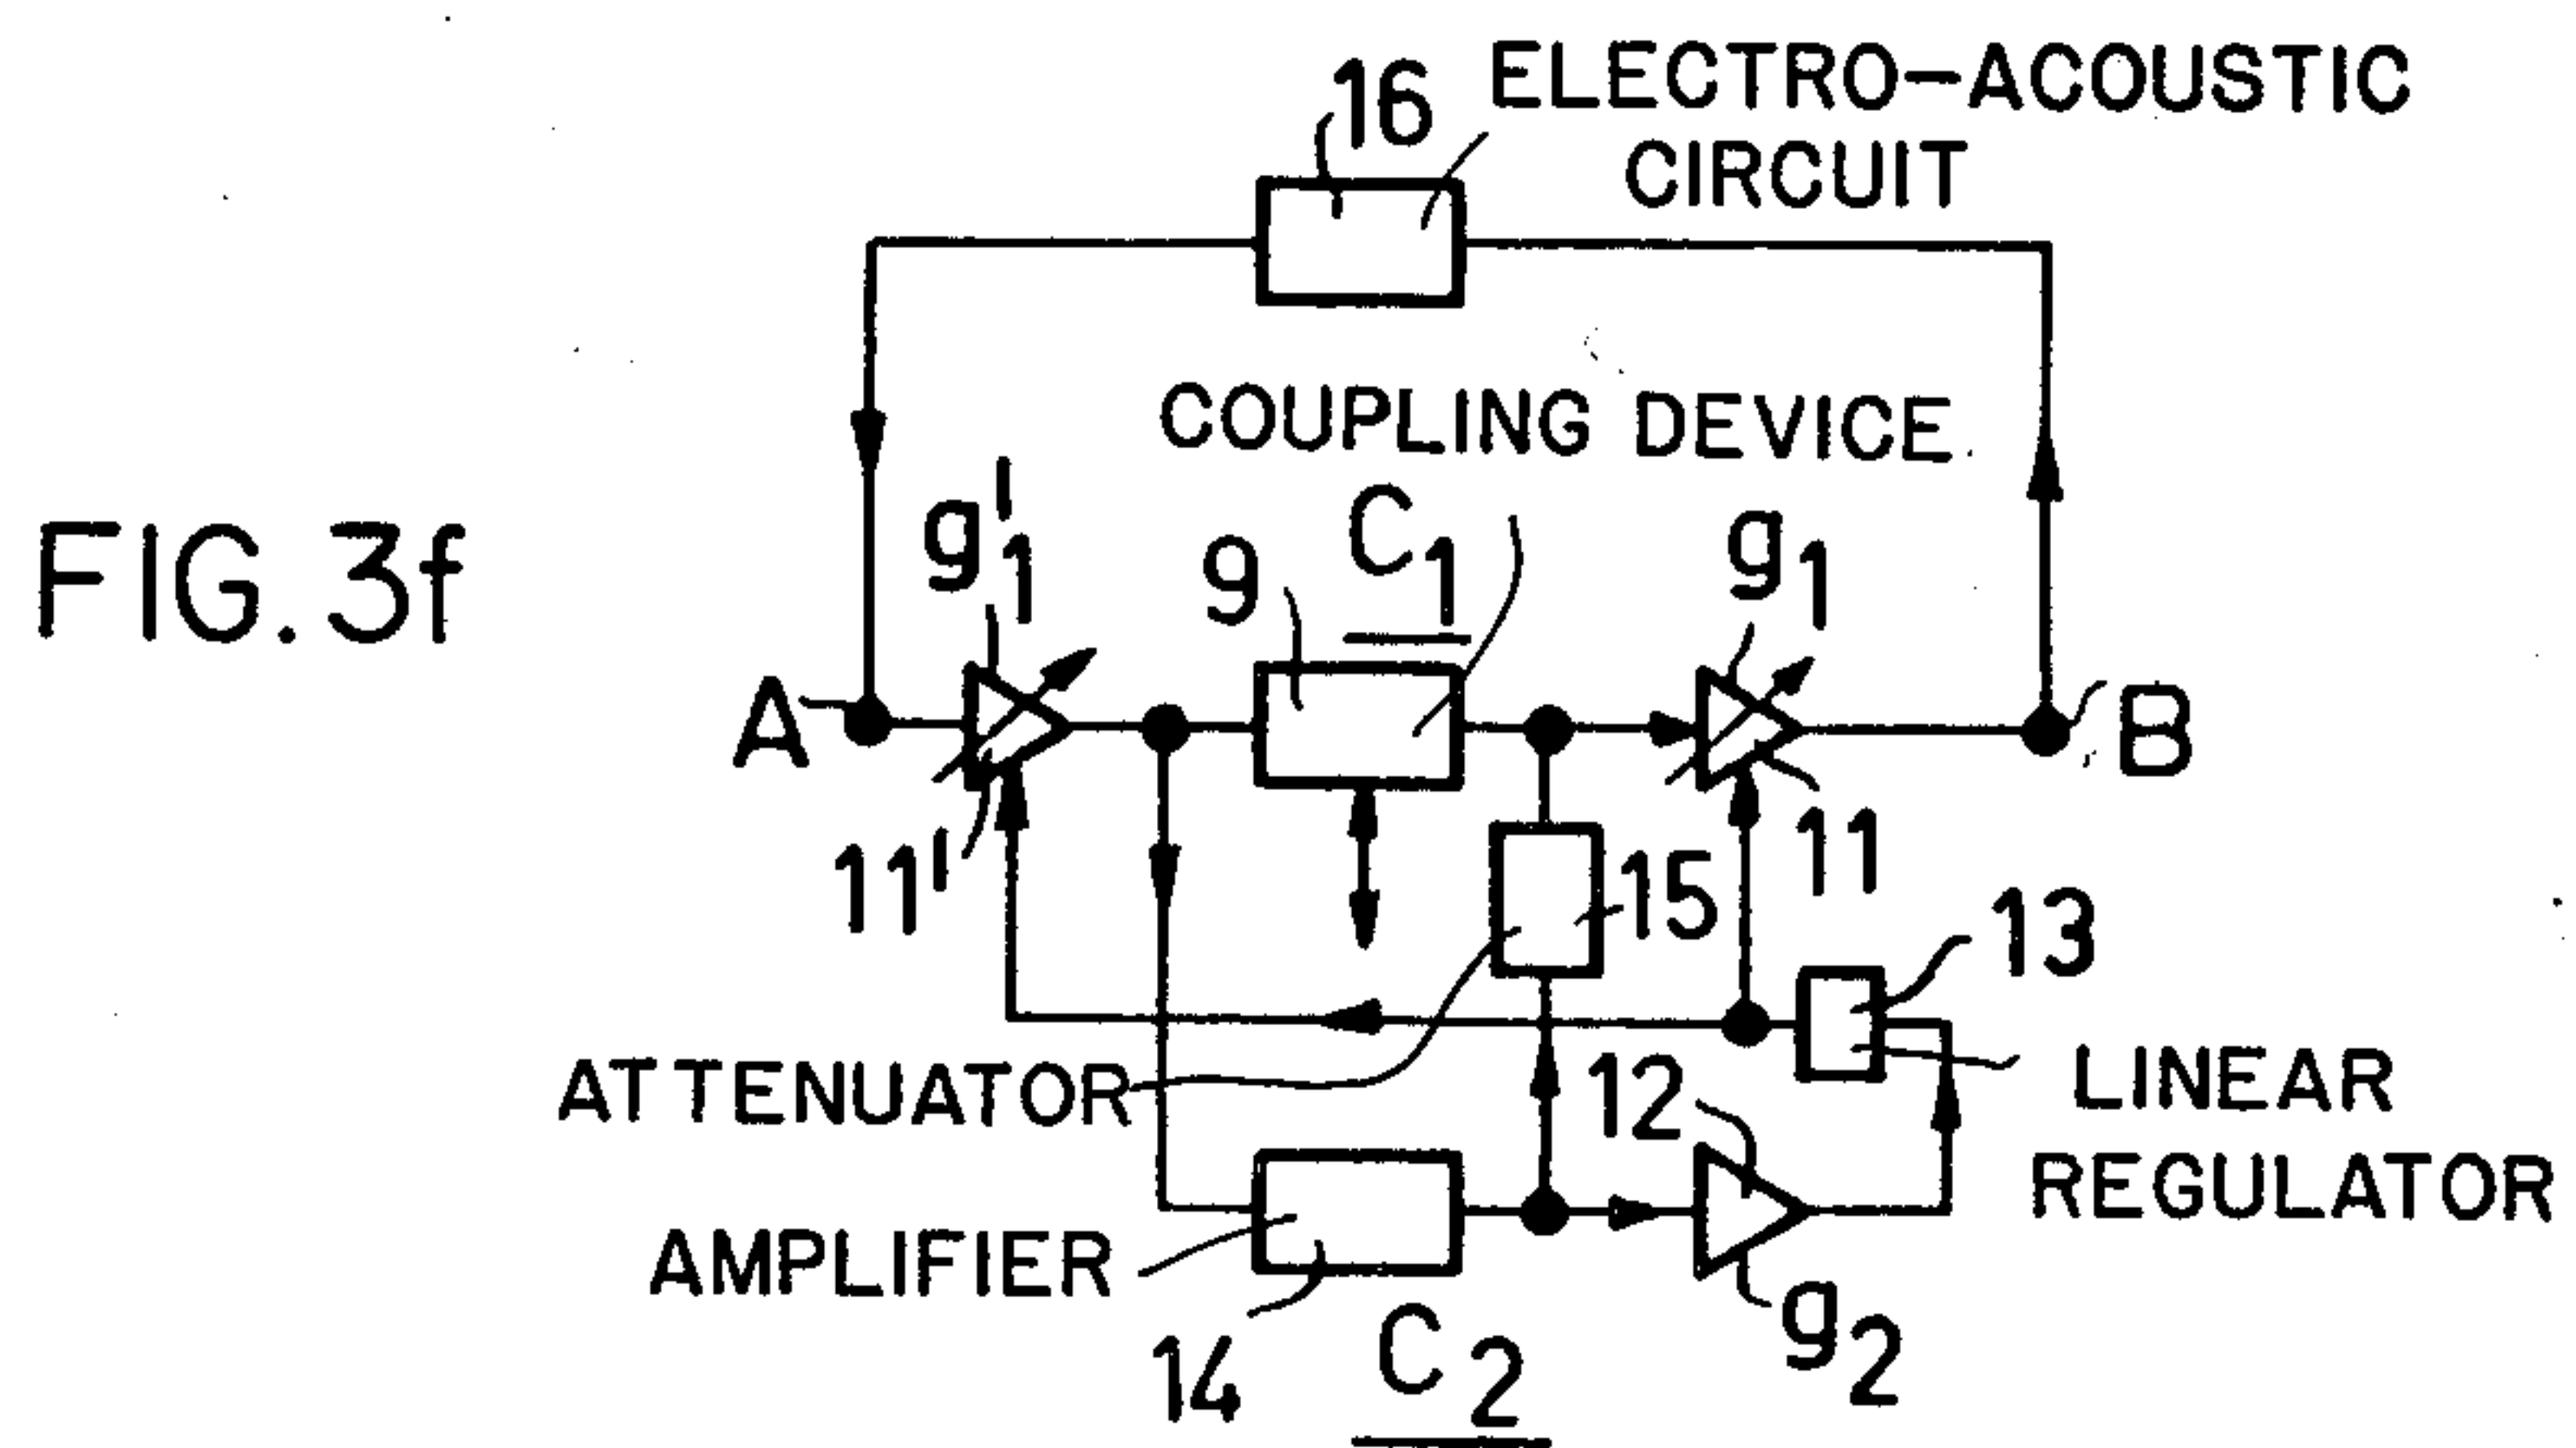 16
ELECTRO-ACOUSTIC
CIRCUIT
COUPLING DEVICE
FIG. 3f
g'1
9
C1
g1
A
B
11'
15
11
13
ATTENUATOR
12
LINEAR
REGULATOR
AMPLIFIER
14
C2
g2